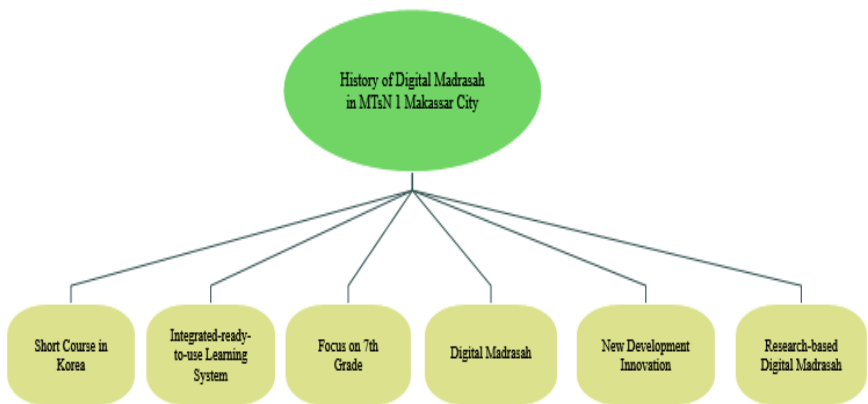 History of Digital Madrasah
in MTsN 1 Makassar City
Short Course in
Korea
Integrated-ready-
to-use Learning
System
Focus on 7th
Grade
Digital Madrasah
New Development
Innovation
Research-based
Digital Madrasah